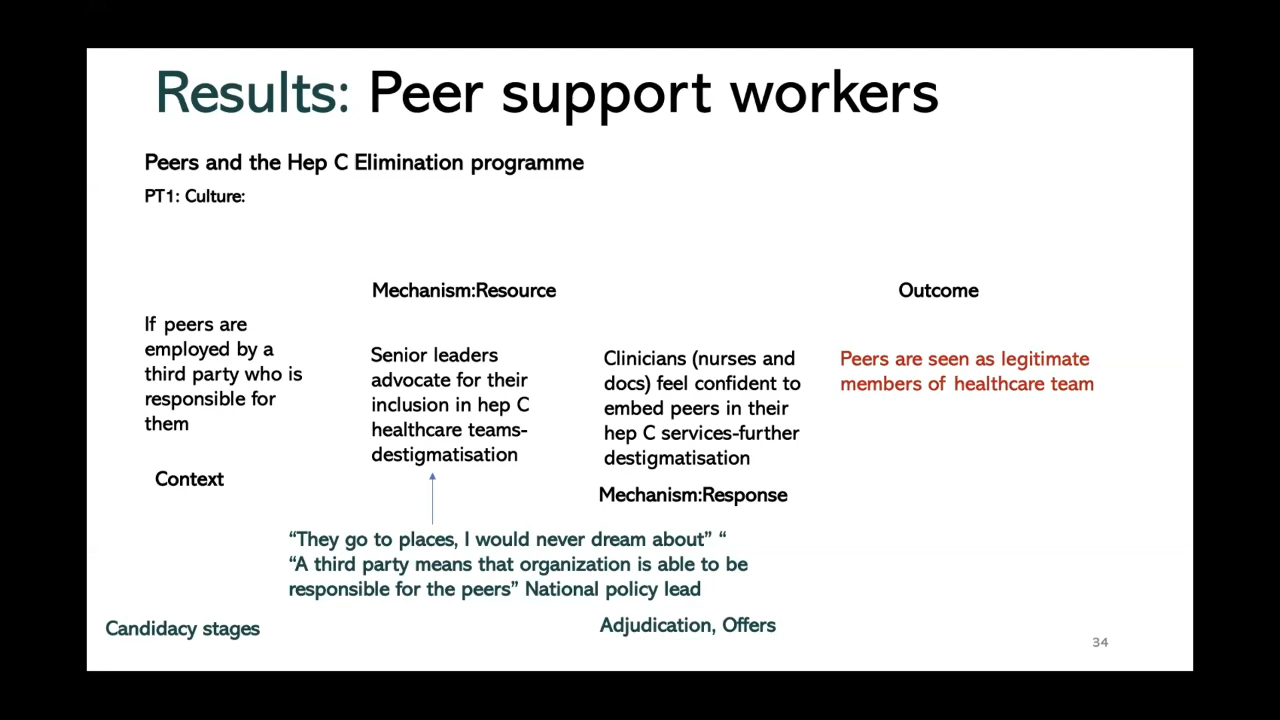 Results: Peer support workers
Peers and the Hep C Elimination programme
PT1: Culture:
Mechanism:Resource
Outcome
If peers are
employed by a
third party who is
responsible for
them
Context
Senior leaders
advocate for their
inclusion in hep C
healthcare teams-
destigmatisation
Clinicians (nurses and
docs) feel confident to
embed peers in their
hep C services-further
destigmatisation
Mechanism:Response
Peers are seen as legitimate
members of healthcare team
“They go to places, I would never dream about” “
“A third party means that organization is able to be
responsible for the peers” National policy lead
Candidacy stages
Adjudication, Offers
34